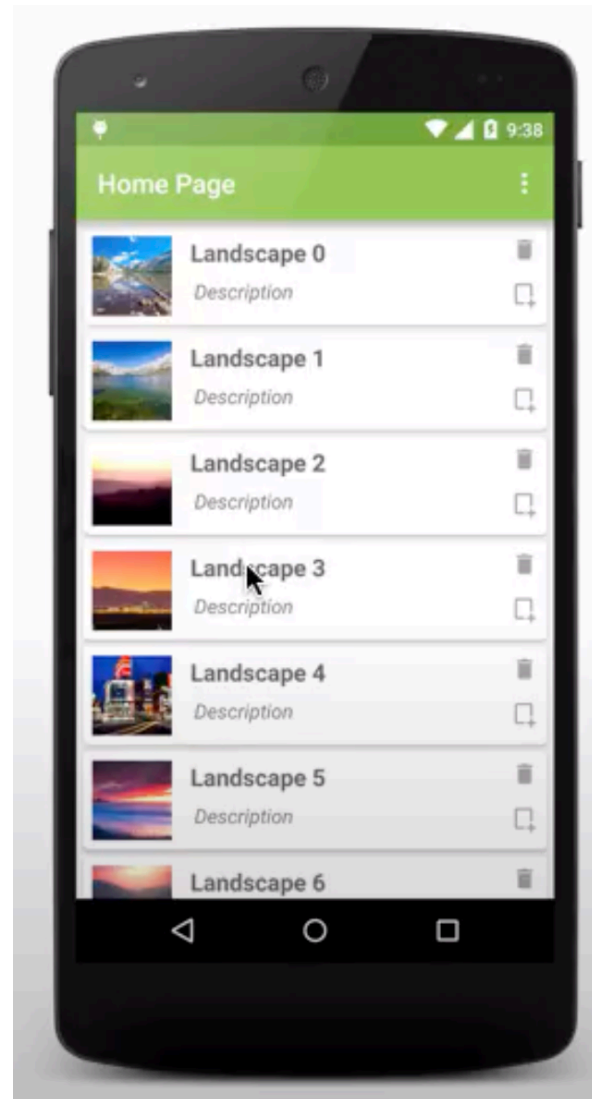 9:38
Home Page
Landscape 0
Description
Landscape 1
Description
Landscape 2
Description
Landscape 3
Description
Landscape 4
Description
Landscape 5
Description
Landscape 6